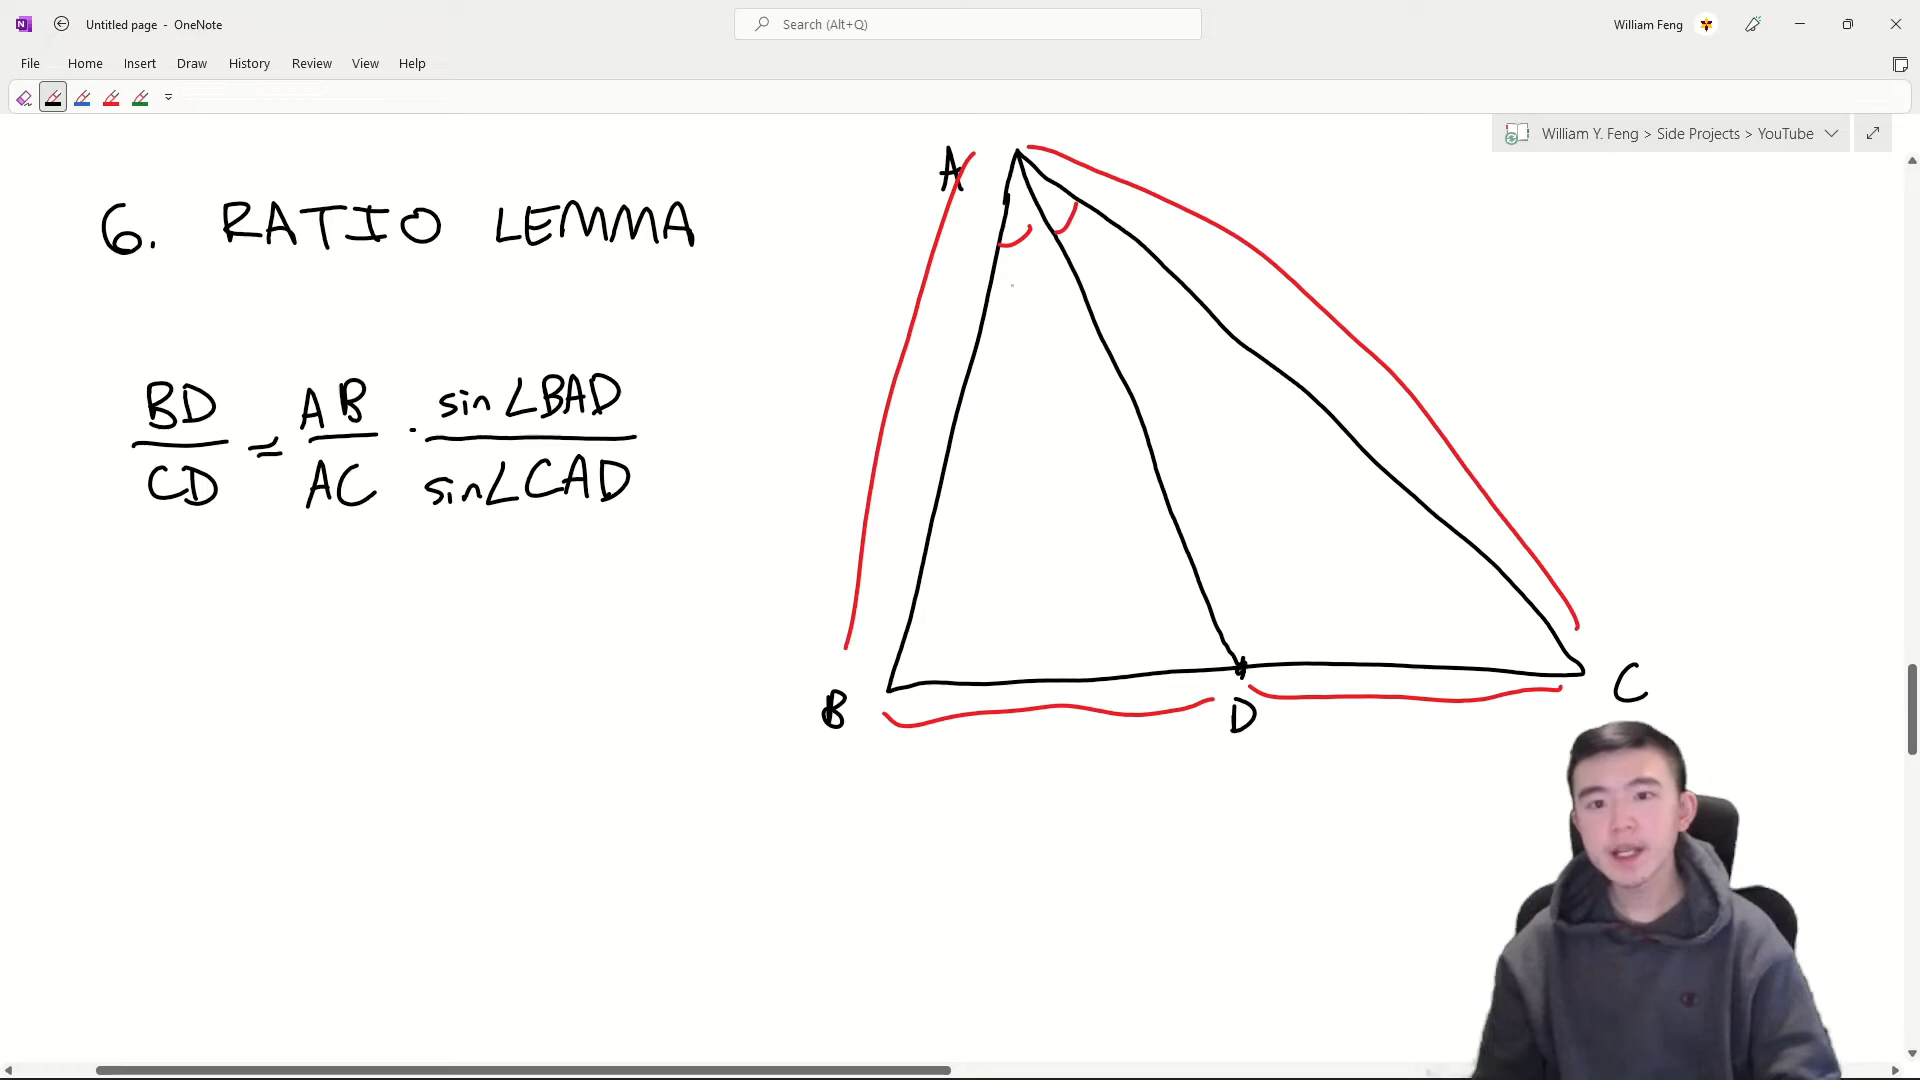 Untitled page - OneNote
Search (Alt+Q)
William Feng
File Home Insert Draw History Review View Help
William Y. Feng > Side Projects > YouTube
6. RATIO LEMMA
BD/CD = AB/AC · sin∠BAD/sin∠CAD
A
B
D
C